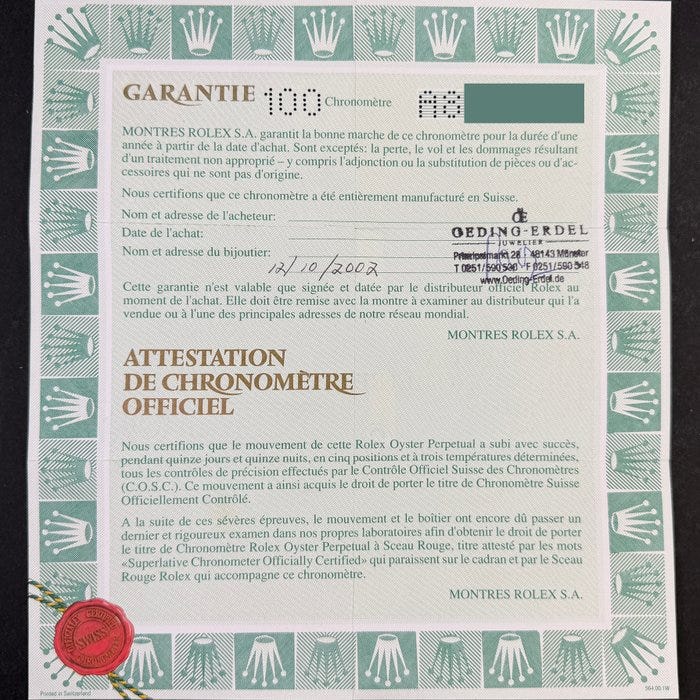 GARANTIE 100 Chronomètre A8
MONTRES ROLEX S.A. garantit la bonne marche de ce chronomètre pour la durée d'une
année à partir de la date d'achat. Sont exceptés: la perte, le vol et les dommages résultant
d'un traitement non approprié – y compris l'adjonction ou la substitution de pièces ou d'ac-
cessoires qui ne sont pas d'origine.
Nous certifions que ce chronomètre a été entièrement manufacturé en Suisse.
Nom et adresse de l'acheteur:
Date de l'achat:
Nom et adresse du bijoutier:
12/10/2002
OE
OEDING-ERDEL
JUWELIER
Prinzipalmarkt 28 48143 Münster
T 0251/590 530 F 0251/590 548
www.Oeding-Erdel.de
Cette garantie n'est valable que signée et datée par le distributeur officiel Rolex au
moment de l'achat. Elle doit être remise avec la montre à examiner au distributeur qui l'a
vendue ou à l'une des principales adresses de notre réseau mondial.
MONTRES ROLEX S.A.
ATTESTATION
DE CHRONOMÈTRE
OFFICIEL
Nous certifions que le mouvement de cette Rolex Oyster Perpetual a subi avec succès,
pendant quinze jours et quinze nuits, en cinq positions et à trois températures déterminées,
tous les contrôles de précision effectués par le Contrôle Officiel Suisse des Chronomètres
(C.O.S.C.). Ce mouvement a ainsi acquis le droit de porter le titre de Chronomètre Suisse
Officiellement Contrôlé.
A la suite de ces sévères épreuves, le mouvement et le boîtier ont encore dû passer un
dernier et rigoureux examen dans nos propres laboratoires afin d'obtenir le droit de porter
le titre de Chronomètre Rolex Oyster Perpetual à Sceau Rouge, titre attesté par les mots
«Superlative Chronometer Officially Certified» qui paraissent sur le cadran et par le Sceau
Rouge Rolex qui accompagne ce chronomètre.
MONTRES ROLEX S.A.
SWISS
Printed in Switzerland
564.00.1W